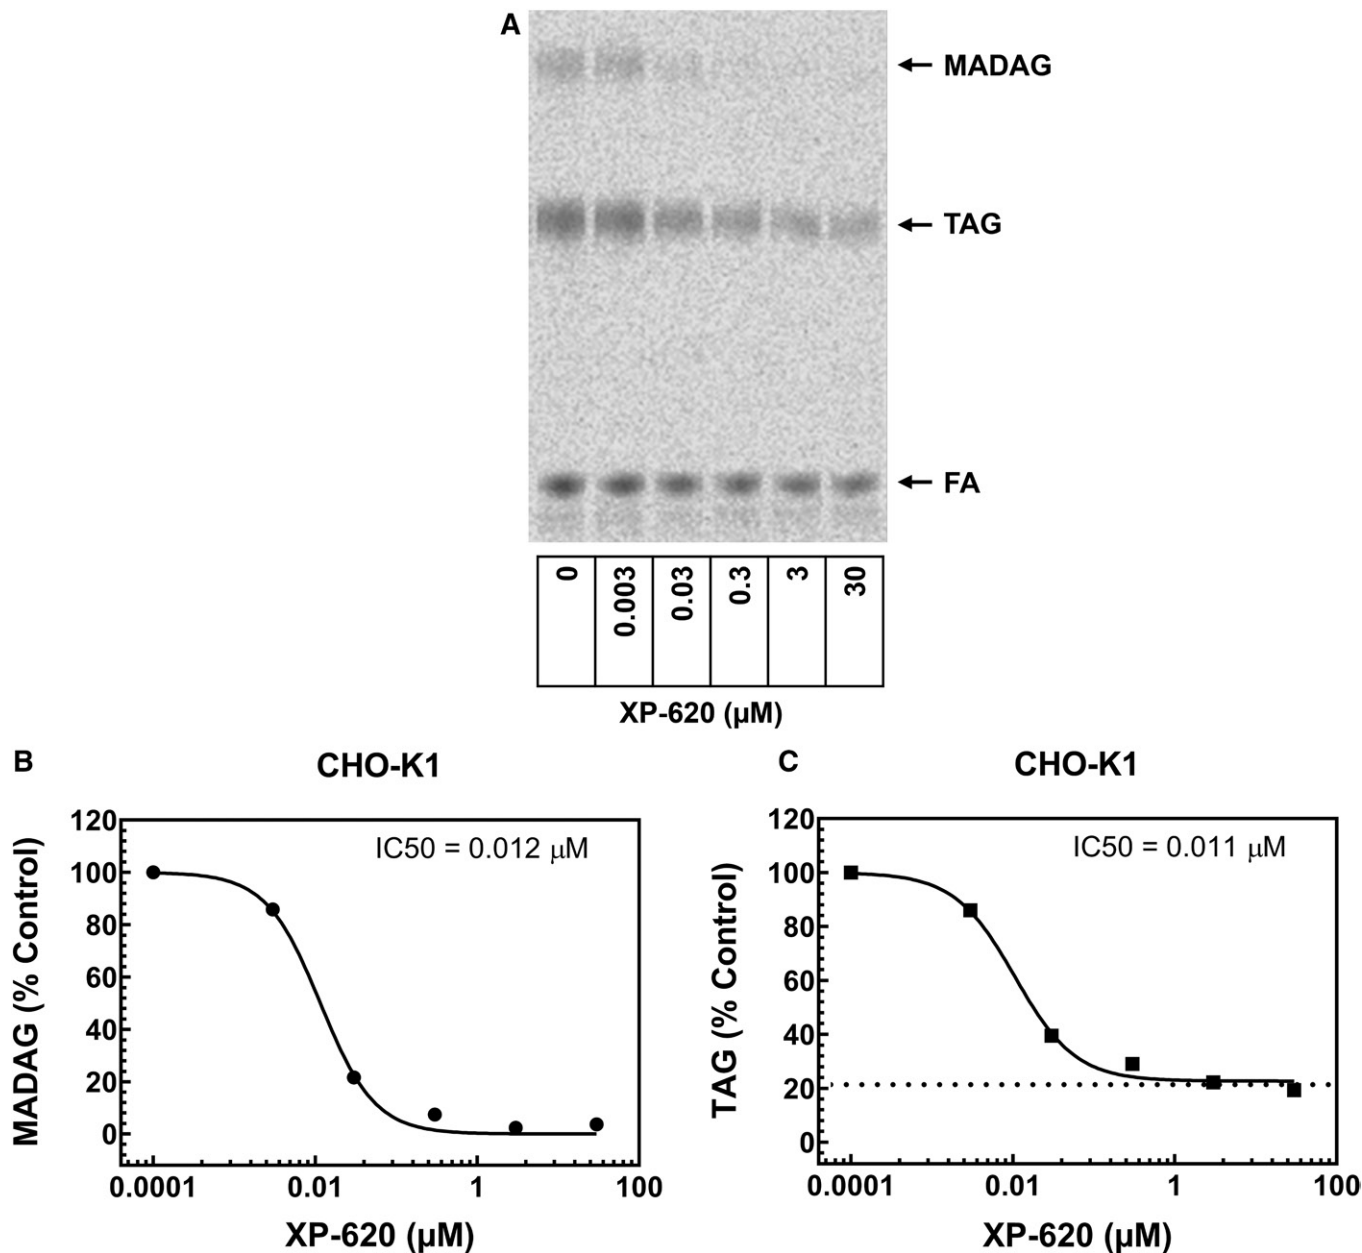 A
← MADAG
← TAG
← FA
0 0.003 0.03 0.3 3 30
XP-620 (µM)
B
CHO-K1
IC50 = 0.012 µM
MADAG (% Control)
120
100
80
60
40
20
0
0.0001 0.01 1 100
XP-620 (µM)
C
CHO-K1
IC50 = 0.011 µM
TAG (% Control)
120
100
80
60
40
20
0
0.0001 0.01 1 100
XP-620 (µM)